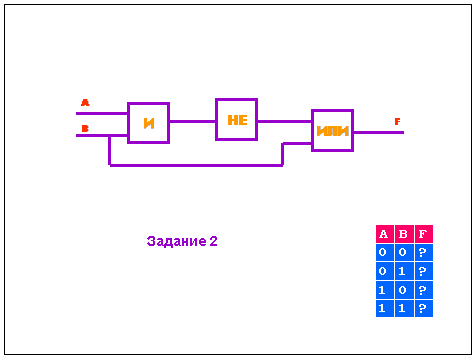 A
B
И
НЕ
ИЛИ
F
Задание 2
A B F
0 0 ?
0 1 ?
1 0 ?
1 1 ?